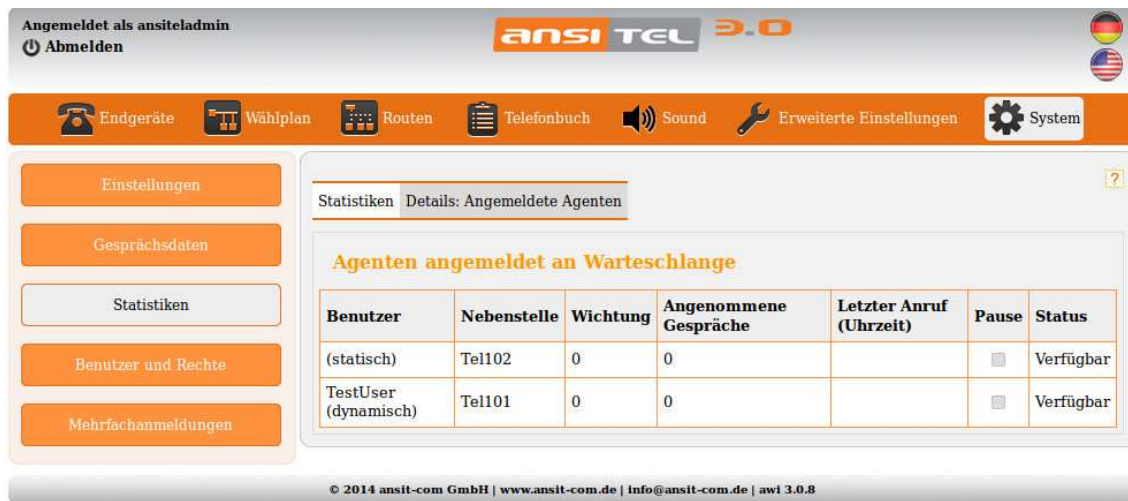 Angemeldet als ansiteladmin
Abmelden
ansi TEL 3.0
Endgeräte Wählplan Routen Telefonbuch Sound Erweiterte Einstellungen System
Einstellungen
Gesprächsdaten
Statistiken
Benutzer und Rechte
Mehrfachanmeldungen
?
Statistiken Details: Angemeldete Agenten
Agenten angemeldet an Warteschlange
Benutzer Nebenstelle Wichtung Angenommene Gespräche Letzter Anruf (Uhrzeit) Pause Status
(statisch) Tel102 0 0 Verfügbar
TestUser (dynamisch) Tel101 0 0 Verfügbar
© 2014 ansit-com GmbH | www.ansit-com.de | info@ansit-com.de | awi 3.0.8